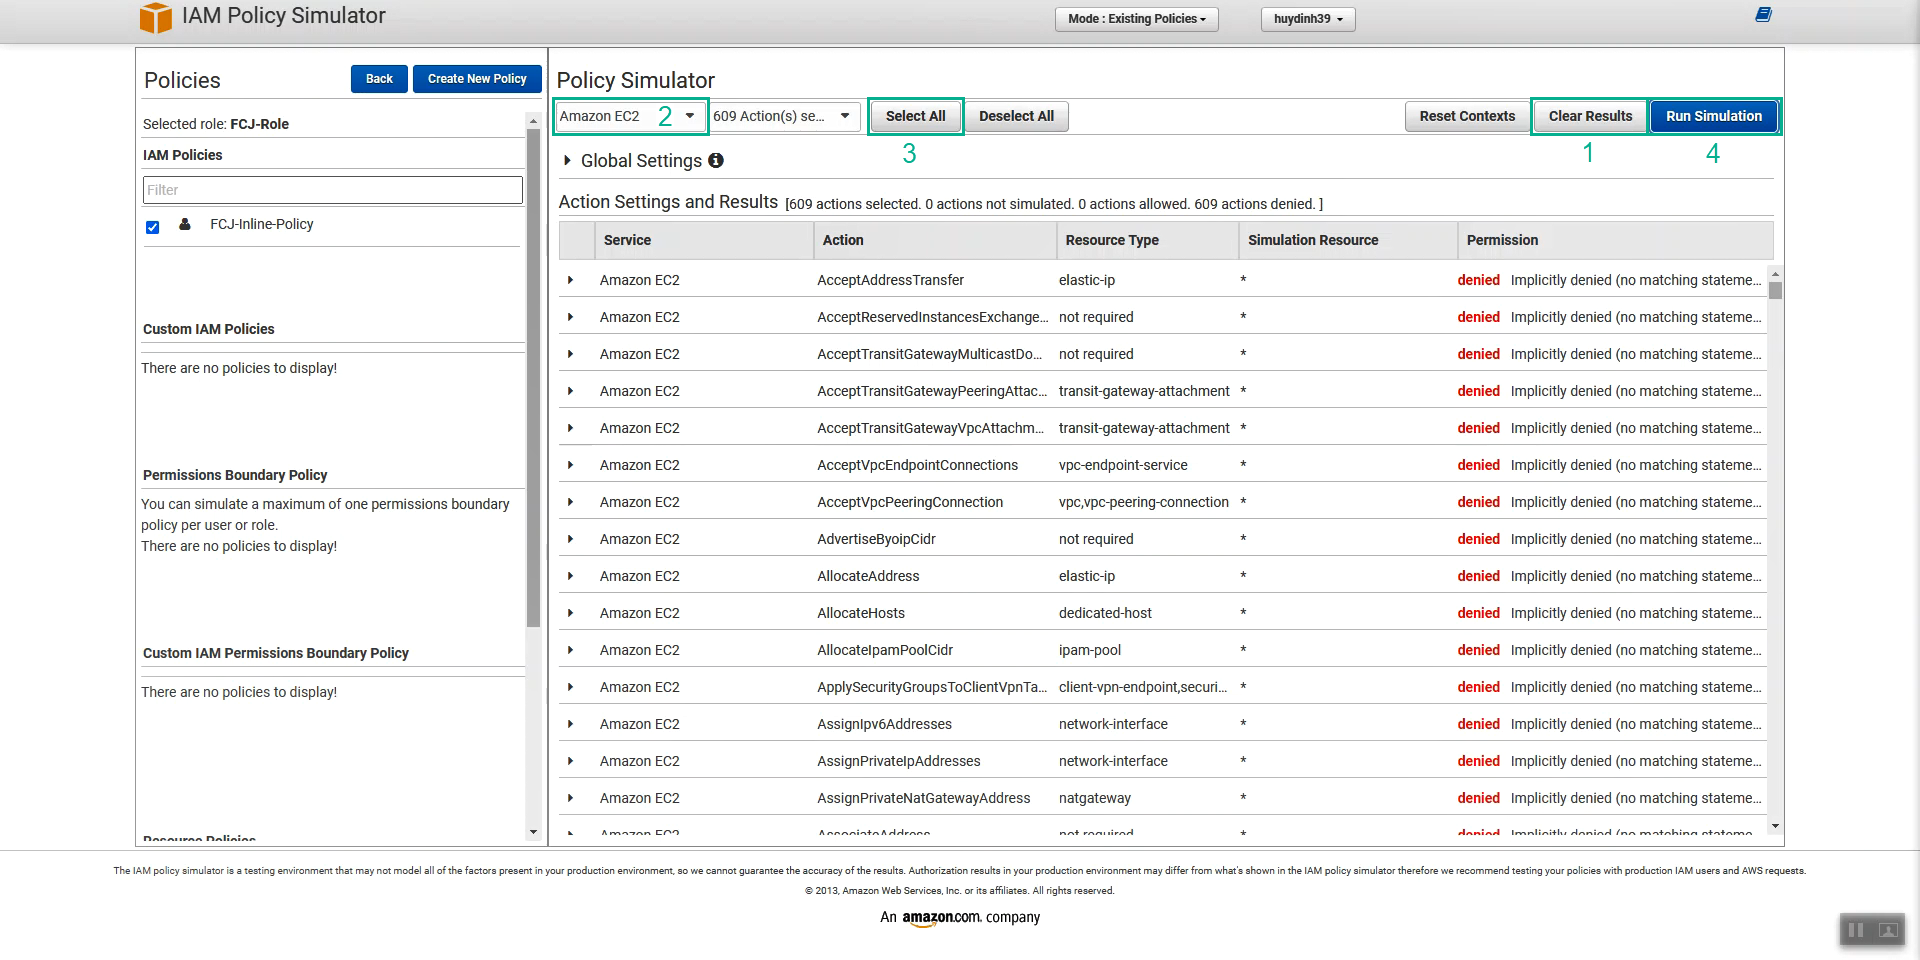 IAM Policy Simulator
Mode : Existing Policies
huydinh39
Policies
Back
Create New Policy
Selected role: FCJ-Role
IAM Policies
Filter
FCJ-Inline-Policy
Custom IAM Policies
There are no policies to display!
Permissions Boundary Policy
You can simulate a maximum of one permissions boundary
policy per user or role.
There are no policies to display!
Custom IAM Permissions Boundary Policy
There are no policies to display!
Resource Policies
Policy Simulator
Amazon EC2 2
609 Action(s) se...
Select All
Deselect All
Reset Contexts
Clear Results
Run Simulation
3
1
4
Global Settings
Action Settings and Results [609 actions selected. 0 actions not simulated. 0 actions allowed. 609 actions denied. ]
Service Action Resource Type Simulation Resource Permission
Amazon EC2 AcceptAddressTransfer elastic-ip * denied Implicitly denied (no matching stateme...
Amazon EC2 AcceptReservedInstancesExchange... not required * denied Implicitly denied (no matching stateme...
Amazon EC2 AcceptTransitGatewayMulticastDo... not required * denied Implicitly denied (no matching stateme...
Amazon EC2 AcceptTransitGatewayPeeringAttac... transit-gateway-attachment * denied Implicitly denied (no matching stateme...
Amazon EC2 AcceptTransitGatewayVpcAttachm... transit-gateway-attachment * denied Implicitly denied (no matching stateme...
Amazon EC2 AcceptVpcEndpointConnections vpc-endpoint-service * denied Implicitly denied (no matching stateme...
Amazon EC2 AcceptVpcPeeringConnection vpc,vpc-peering-connection * denied Implicitly denied (no matching stateme...
Amazon EC2 AdvertiseByoipCidr not required * denied Implicitly denied (no matching stateme...
Amazon EC2 AllocateAddress elastic-ip * denied Implicitly denied (no matching stateme...
Amazon EC2 AllocateHosts dedicated-host * denied Implicitly denied (no matching stateme...
Amazon EC2 AllocateIpamPoolCidr ipam-pool * denied Implicitly denied (no matching stateme...
Amazon EC2 ApplySecurityGroupsToClientVpnTa... client-vpn-endpoint,securi... * denied Implicitly denied (no matching stateme...
Amazon EC2 AssignIpv6Addresses network-interface * denied Implicitly denied (no matching stateme...
Amazon EC2 AssignPrivateIpAddresses network-interface * denied Implicitly denied (no matching stateme...
Amazon EC2 AssignPrivateNatGatewayAddress natgateway * denied Implicitly denied (no matching stateme...
Amazon EC2 AssociateAddress not required * denied Implicitly denied (no matching stateme...
The IAM policy simulator is a testing environment that may not model all of the factors present in your production environment, so we cannot guarantee the accuracy of the results. Authorization results in your production environment may differ from what's shown in the IAM policy simulator therefore we recommend testing your policies with production IAM users and AWS requests.
© 2013, Amazon Web Services, Inc. or its affiliates. All rights reserved.
An amazon.com. company